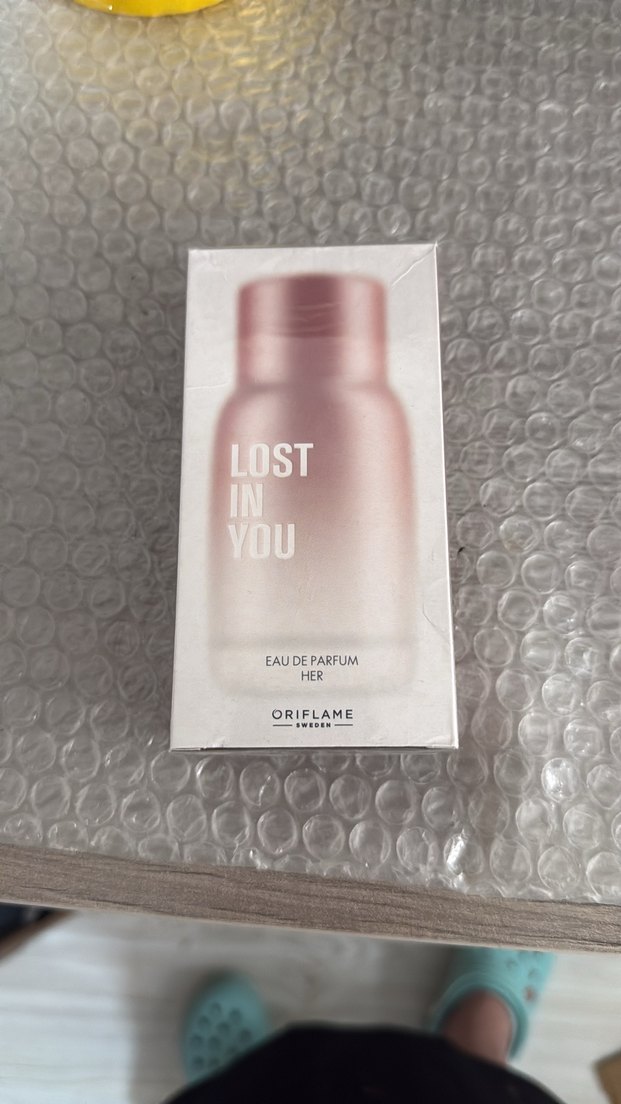 LOST
IN
YOU
EAU DE PARFUM
HER
ORIFLAME
SWEDEN